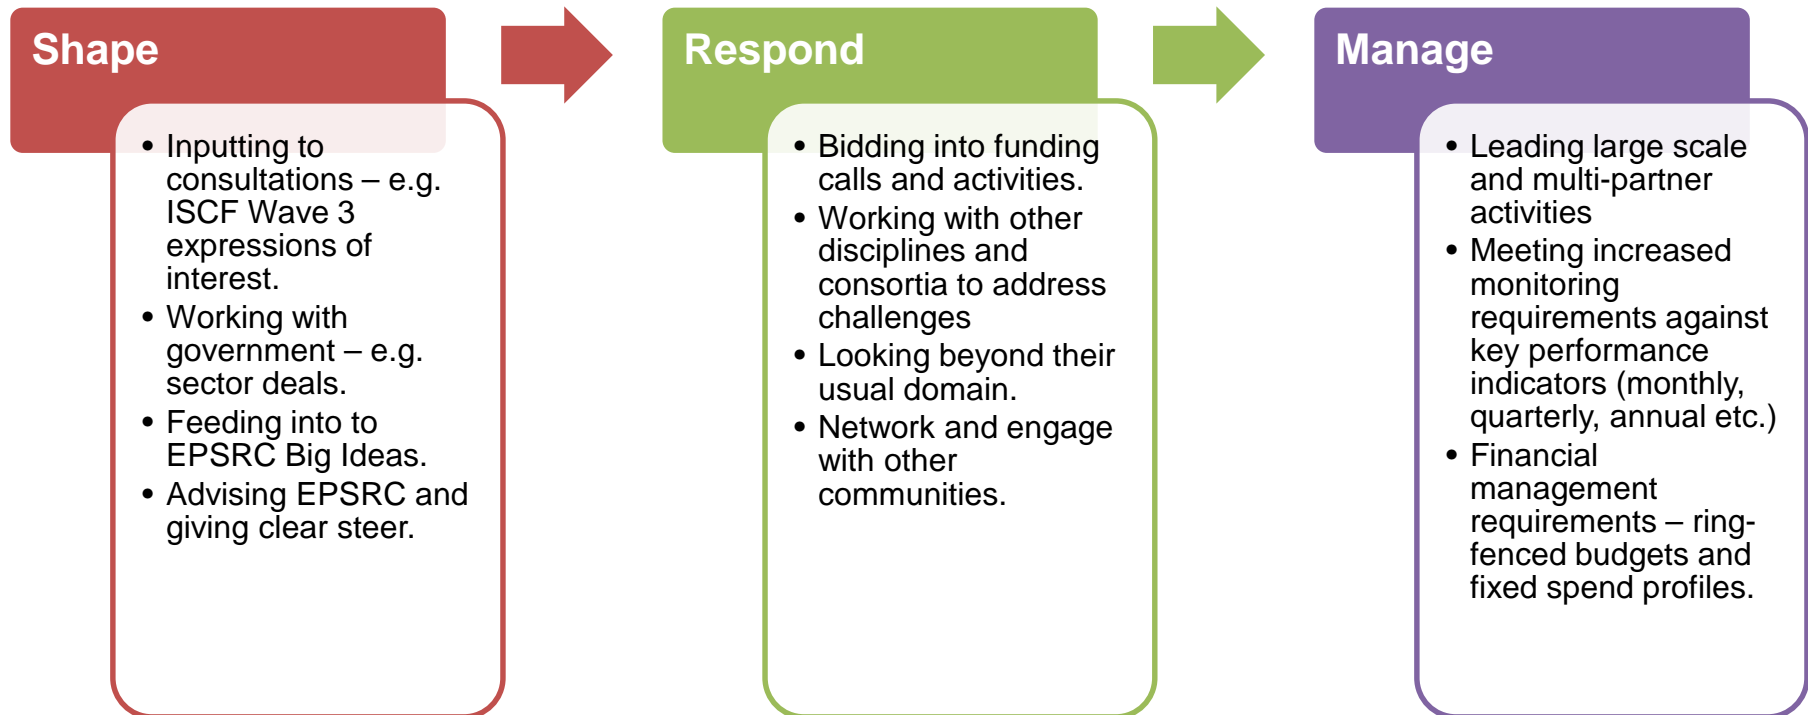 Shape
• Inputting to
consultations – e.g.
ISCF Wave 3
expressions of
interest.
• Working with
government – e.g.
sector deals.
• Feeding into to
EPSRC Big Ideas.
• Advising EPSRC and
giving clear steer.
Respond
• Bidding into funding
calls and activities.
• Working with other
disciplines and
consortia to address
challenges
• Looking beyond their
usual domain.
• Network and engage
with other
communities.
Manage
• Leading large scale
and multi-partner
activities
• Meeting increased
monitoring
requirements against
key performance
indicators (monthly,
quarterly, annual etc.)
• Financial
management
requirements – ring-
fenced budgets and
fixed spend profiles.